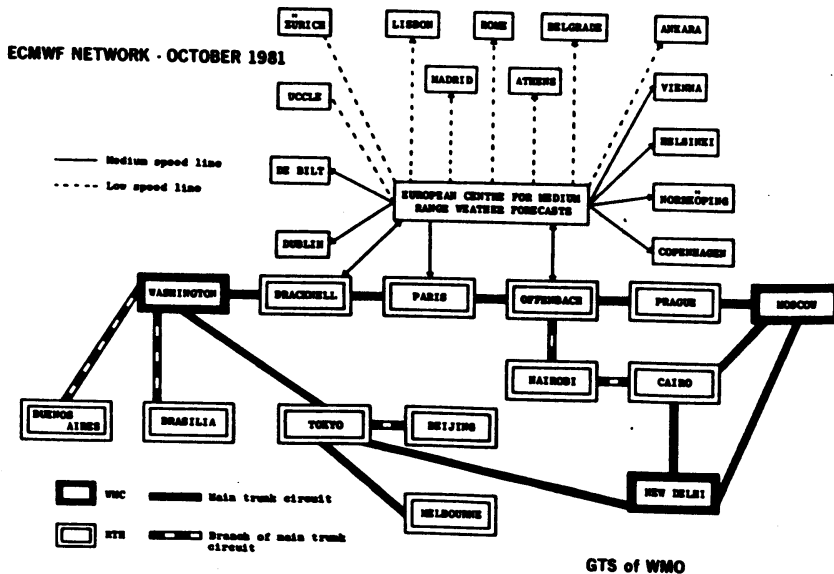 ECMWF NETWORK - OCTOBER 1981
ZÜRICH
LISBON
ROME
BELGRADE
ANKARA
MADRID
ATHENS
UCCLE
VIENNA
Medium speed line
Low speed line
DE BILT
HELSINKI
EUROPEAN CENTRE FOR MEDIUM
RANGE WEATHER FORECASTS
NORRKÖPING
DUBLIN
COPENHAGEN
WASHINGTON
BRACKNELL
PARIS
OFFENBACH
PRAGUE
MOSCOW
NAIROBI
CAIRO
BUENOS
AIRES
BRASILIA
TOKYO
BEIJING
NEW DELHI
MELBOURNE
WMC
Main trunk circuit
RTH
Branch of main trunk
circuit
GTS of WMO